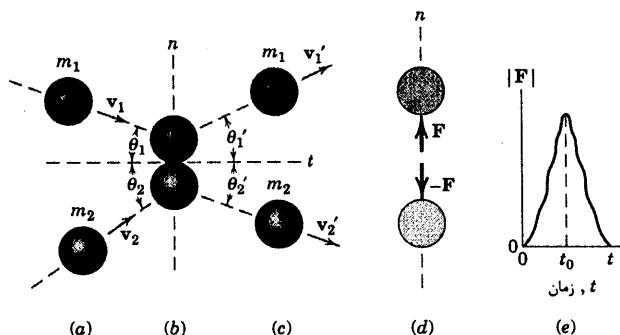 n
m₁
v₁
θ₁
θ₂
m₂
v₂
m₁
v₁′
θ₁′
t
θ₂′
m₂
v₂′
n
F
−F
|F|
0
0
t₀
t
زمان , t
(a)
(b)
(c)
(d)
(e)